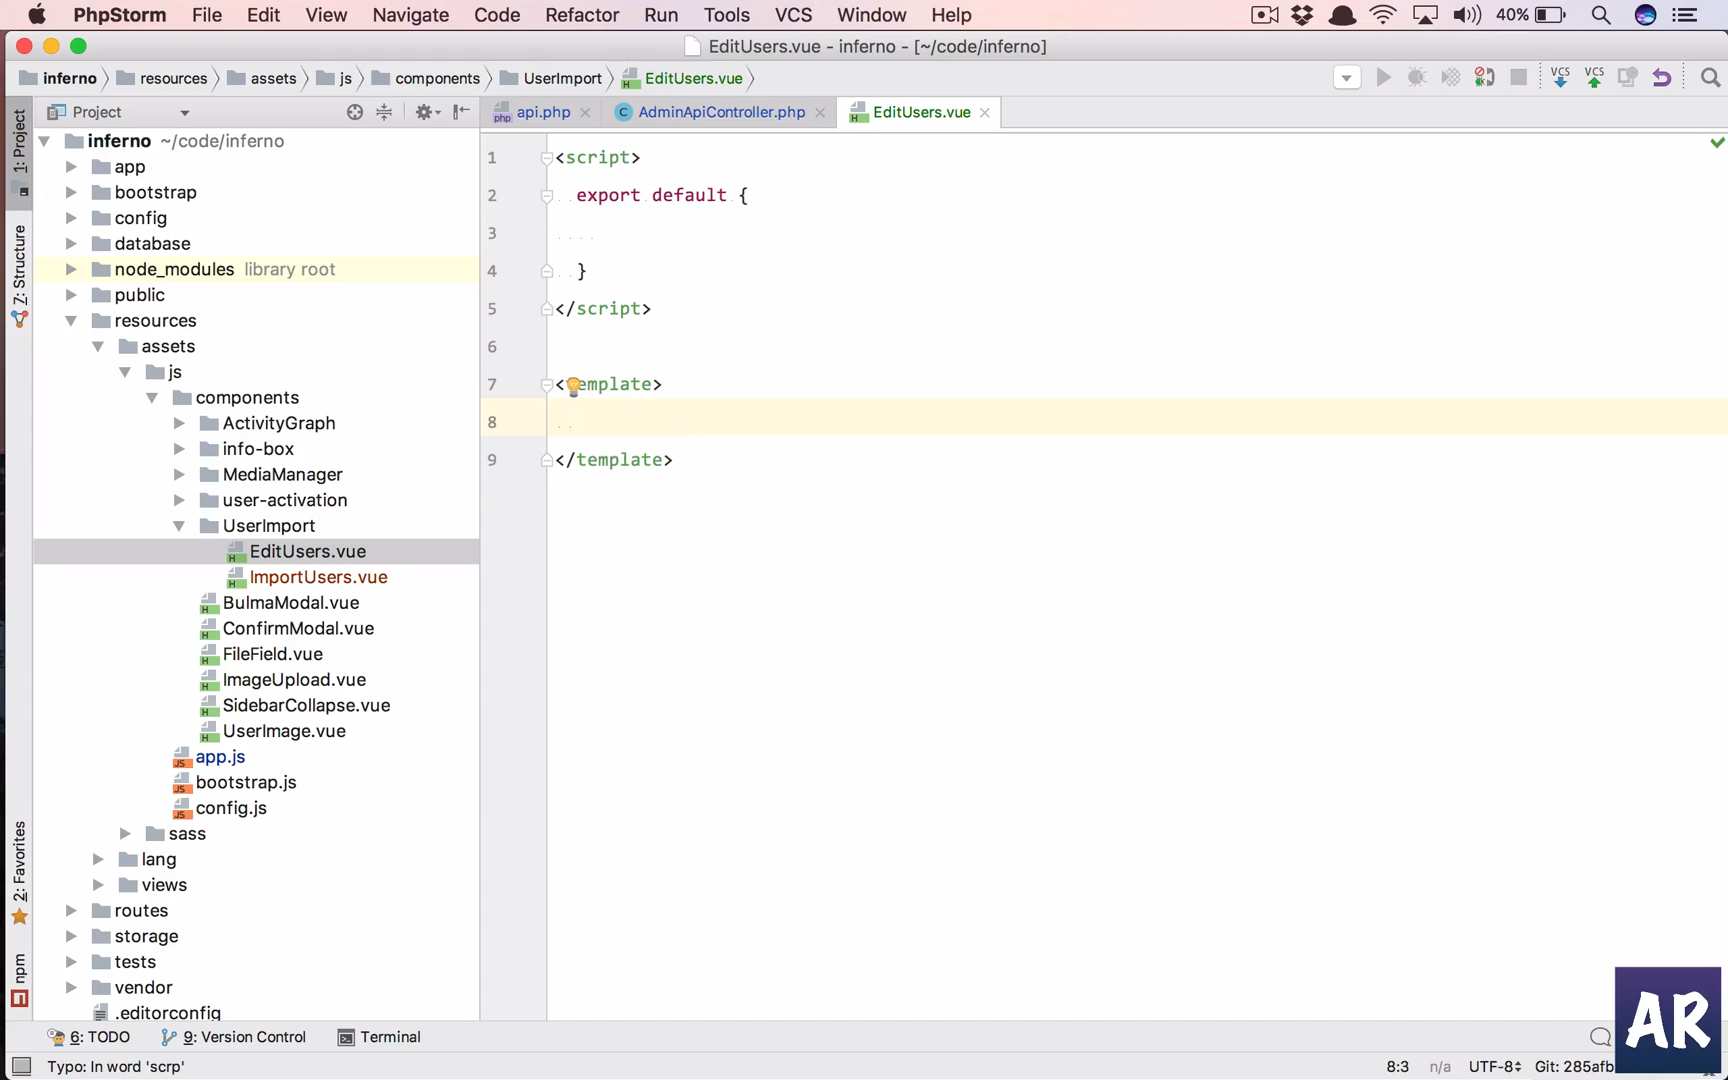 PhpStorm File Edit View Navigate Code Refactor Run Tools VCS Window Help 40%
EditUsers.vue - inferno - [~/code/inferno]
inferno resources assets js components UserImport EditUsers.vue VCS VCS
Project api.php AdminApiController.php EditUsers.vue
1: Project
7: Structure
2: Favorites
npm
inferno ~/code/inferno
app
bootstrap
config
database
node_modules library root
public
resources
assets
js
components
ActivityGraph
info-box
MediaManager
user-activation
UserImport
EditUsers.vue
ImportUsers.vue
BulmaModal.vue
ConfirmModal.vue
FileField.vue
ImageUpload.vue
SidebarCollapse.vue
UserImage.vue
app.js
bootstrap.js
config.js
sass
lang
views
routes
storage
tests
vendor
.editorconfig
1 <script>
2 export default {
3
4 }
5 </script>
6
7 <template>
8
9 </template>
AR
6: TODO 9: Version Control Terminal
Typo: In word 'scrp' 8:3 n/a UTF-8 Git: 285afb